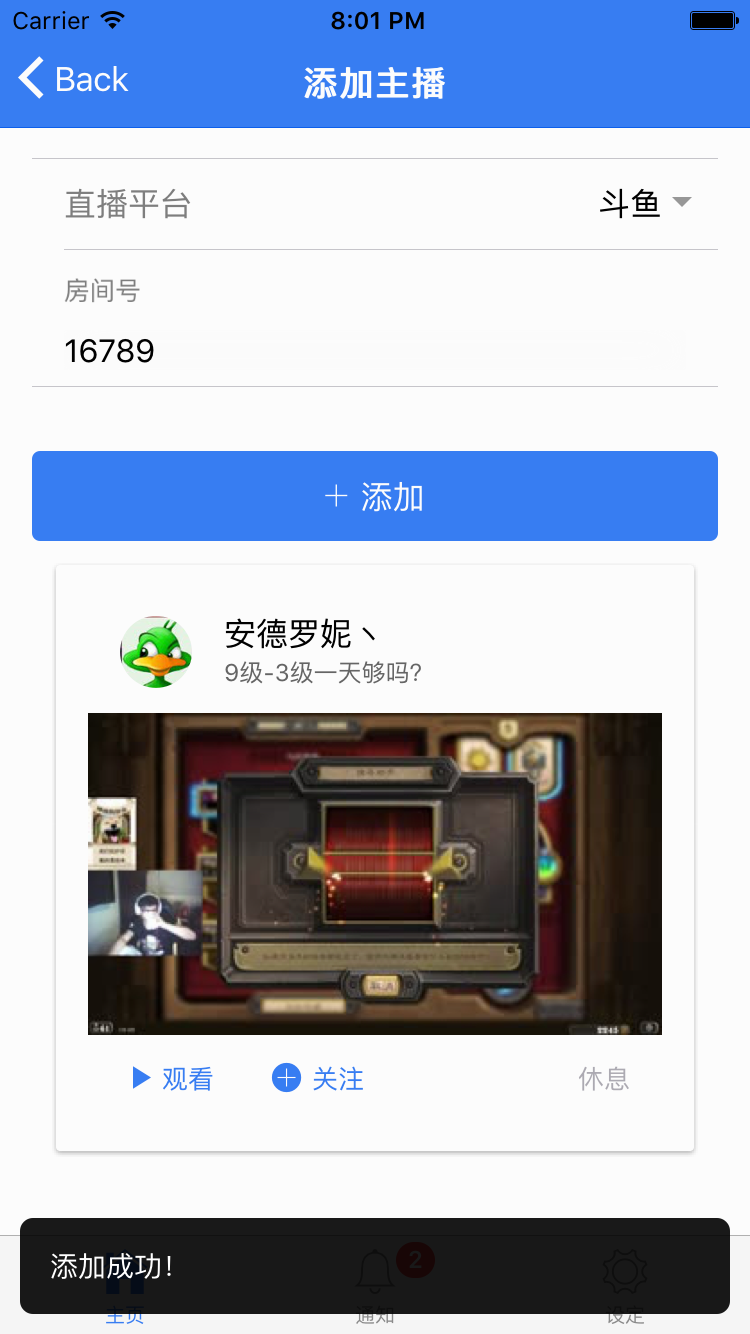 Carrier 8:01 PM
Back 添加主播
直播平台 斗鱼
房间号
16789
添加
安德罗妮丶
9级-3级一天够吗?
观看 关注 休息
添加成功！
2
主页 通知 设定